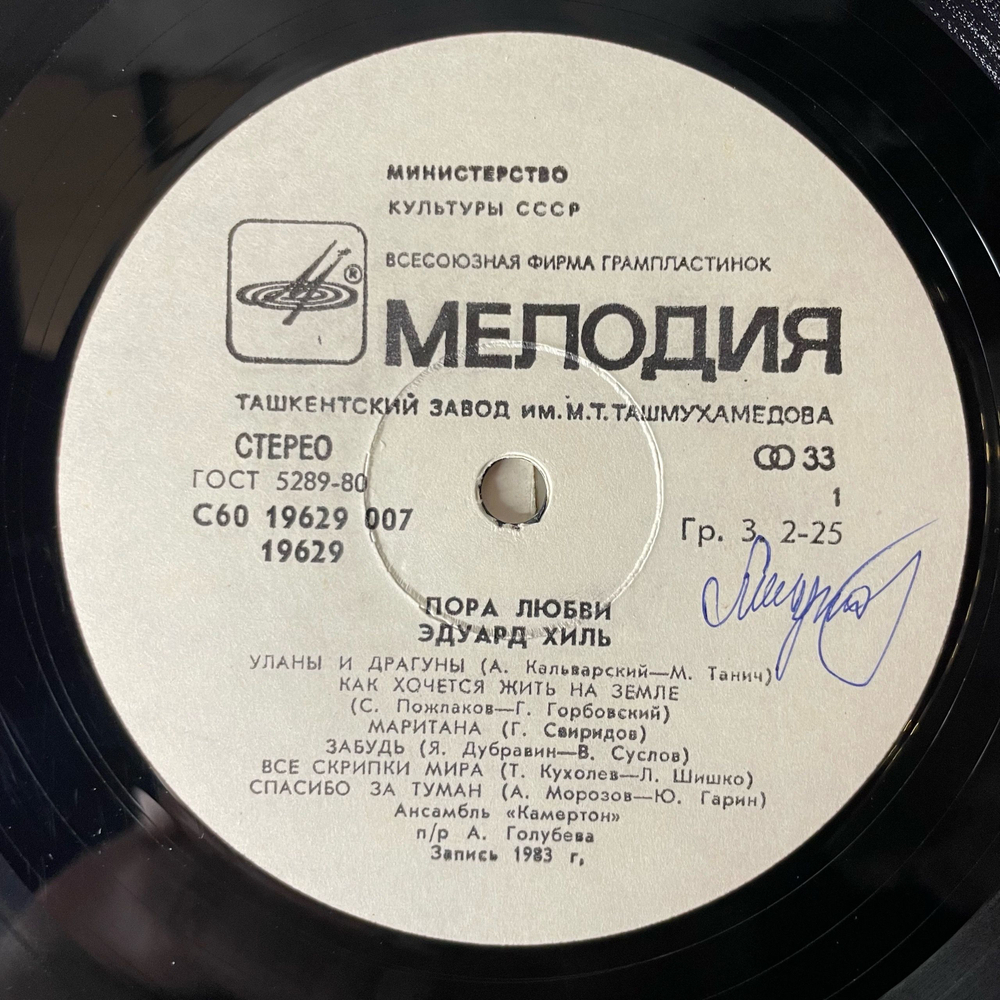 МИНИСТЕРСТВО
КУЛЬТУРЫ СССР
ВСЕСОЮЗНАЯ ФИРМА ГРАМПЛАСТИНОК
®
МЕЛОДИЯ
ТАШКЕНТСКИЙ ЗАВОД ИМ. М.Т. ТАШМУХАМЕДОВА
СТЕРЕО
33
ГОСТ 5289-80
1
С60 19629 007
Гр. 3. 2-25
19629
ПОРА ЛЮБВИ
ЭДУАРД ХИЛЬ
УЛАНЫ И ДРАГУНЫ (А. Кальварский—М. Танич)
КАК ХОЧЕТСЯ ЖИТЬ НА ЗЕМЛЕ
(С. Пожлаков—Г. Горбовский)
МАРИТАНА (Г. Свиридов)
ЗАБУДЬ (Я. Дубравин—В. Суслов)
ВСЕ СКРИПКИ МИРА (Т. Кухолев—Л. Шишко)
СПАСИБО ЗА ТУМАН (А. Морозов—Ю. Гарин)
Ансамбль «Камертон»
п/р А. Голубева
Запись 1983 г.